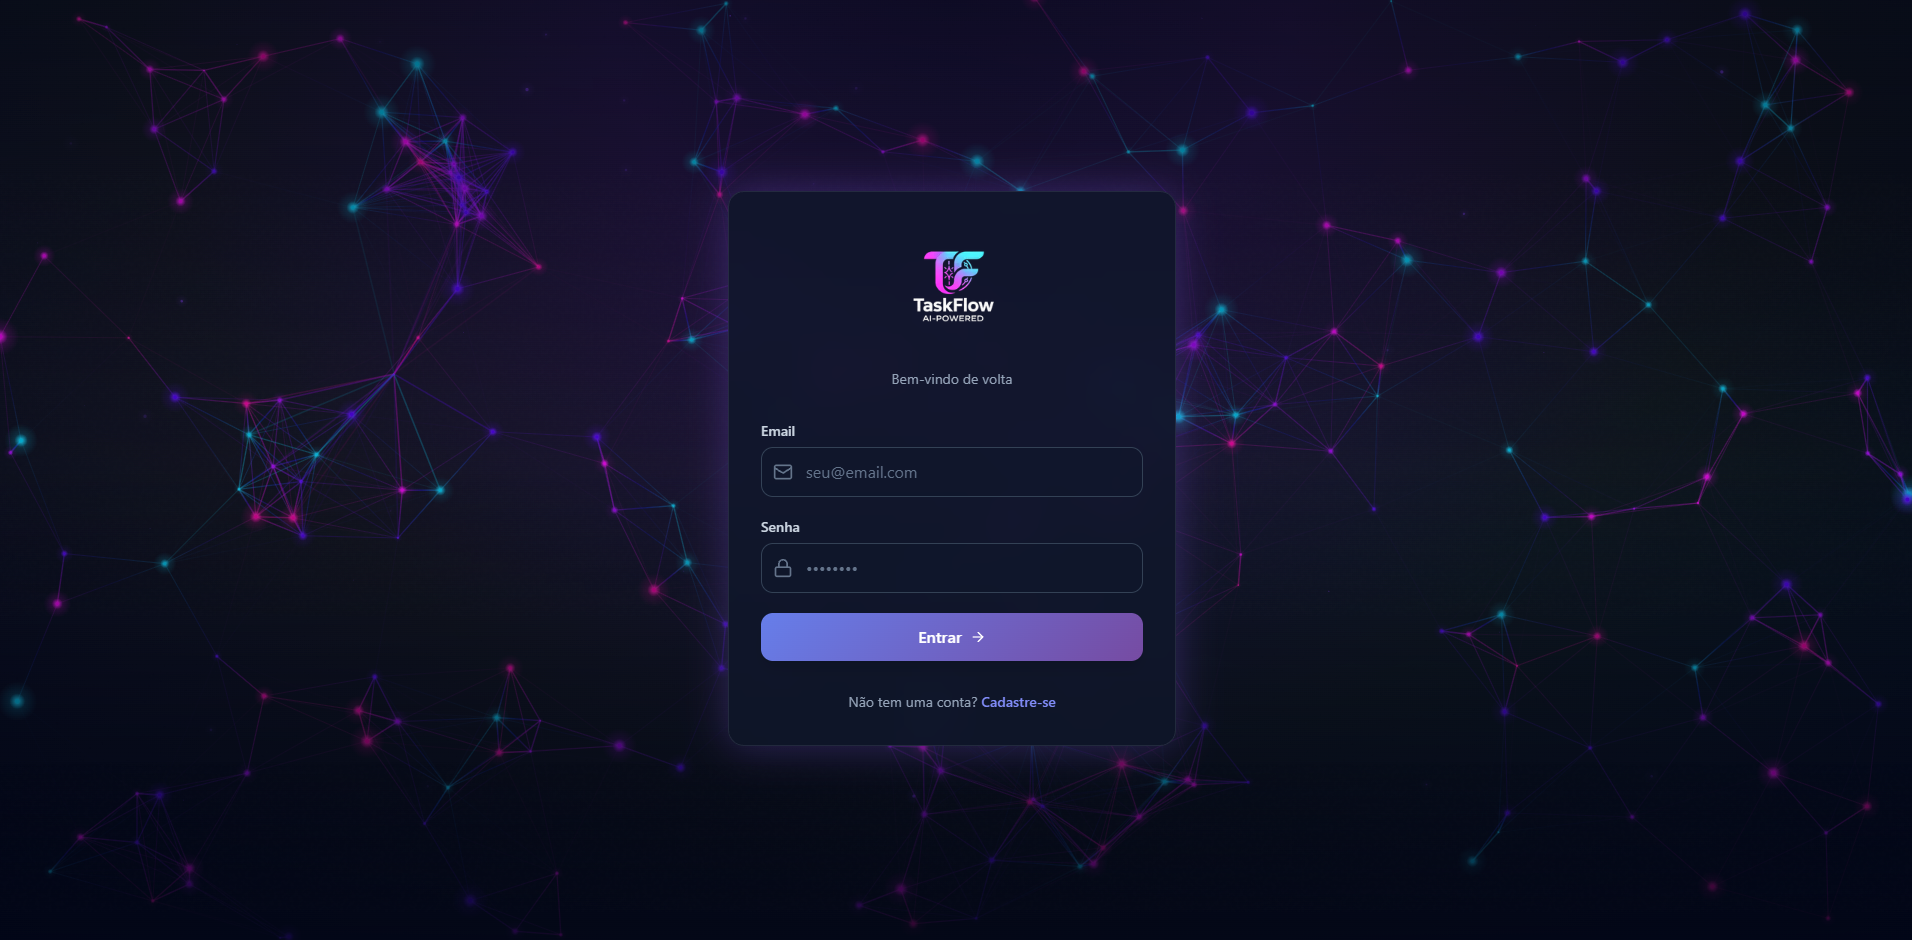 TaskFlow
AI-POWERED
Bem-vindo de volta
Email
seu@email.com
Senha
••••••••
Entrar →
Não tem uma conta? Cadastre-se